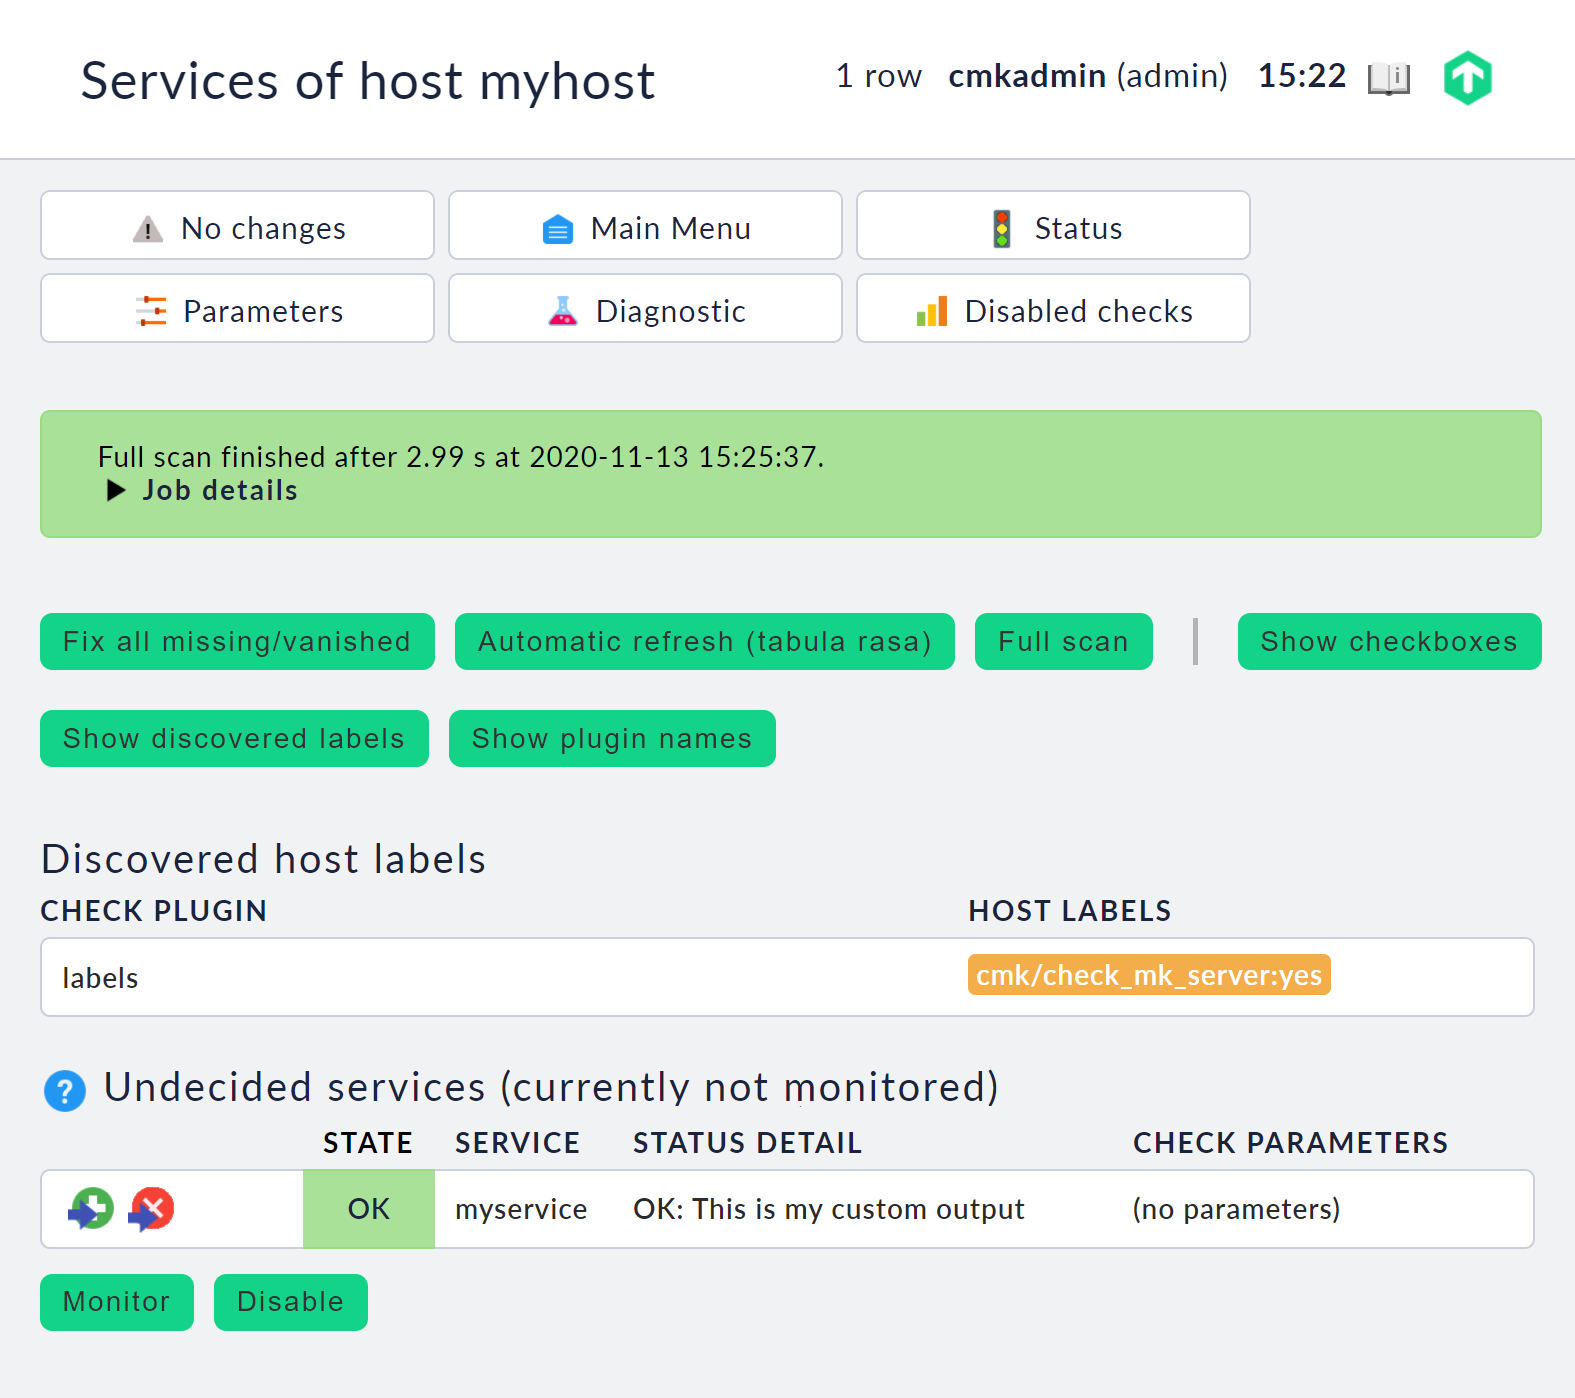 Services of host myhost
1 row cmkadmin (admin) 15:22
No changes
Main Menu
Status
Parameters
Diagnostic
Disabled checks
Full scan finished after 2.99 s at 2020-11-13 15:25:37.
Job details
Fix all missing/vanished
Automatic refresh (tabula rasa)
Full scan
Show checkboxes
Show discovered labels
Show plugin names
Discovered host labels
CHECK PLUGIN HOST LABELS
labels cmk/check_mk_server:yes
Undecided services (currently not monitored)
STATE SERVICE STATUS DETAIL CHECK PARAMETERS
OK myservice OK: This is my custom output (no parameters)
Monitor
Disable